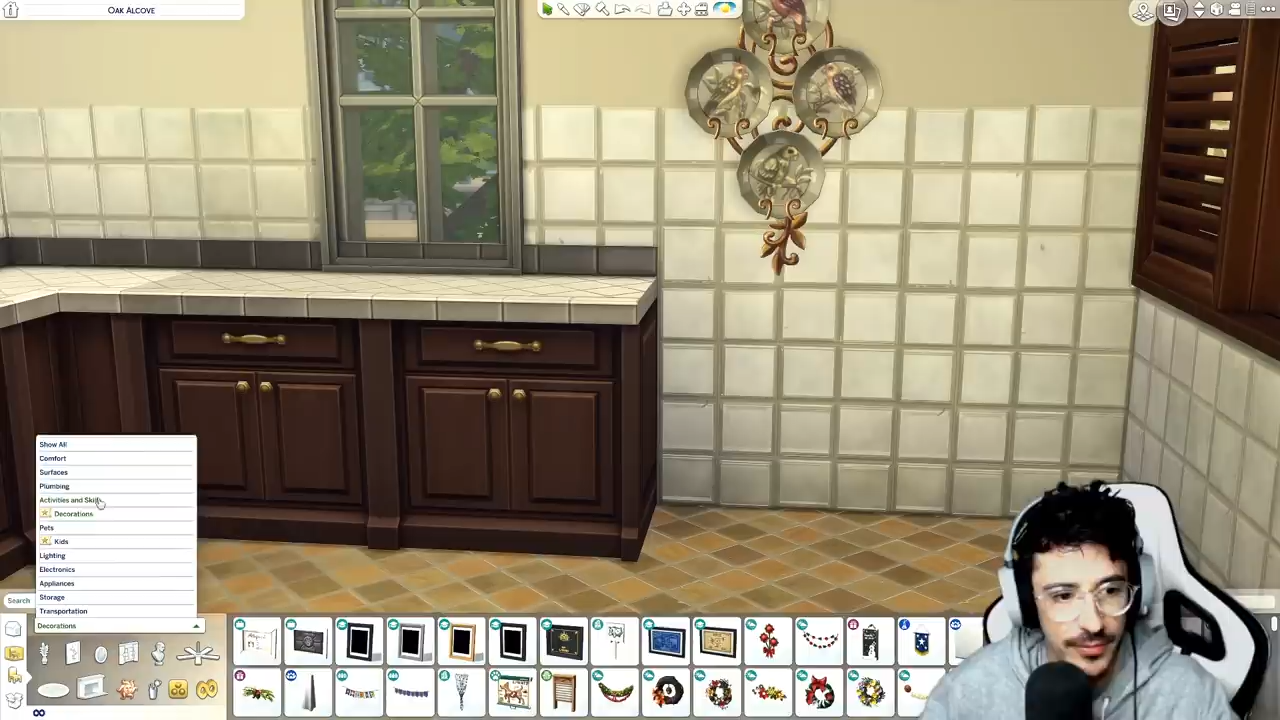 Oak Alcove
Show All
Comfort
Surfaces
Plumbing
Activities and Skills
Decorations
Pets
Kids
Lighting
Electronics
Appliances
Storage
Transportation
Search
Decorations